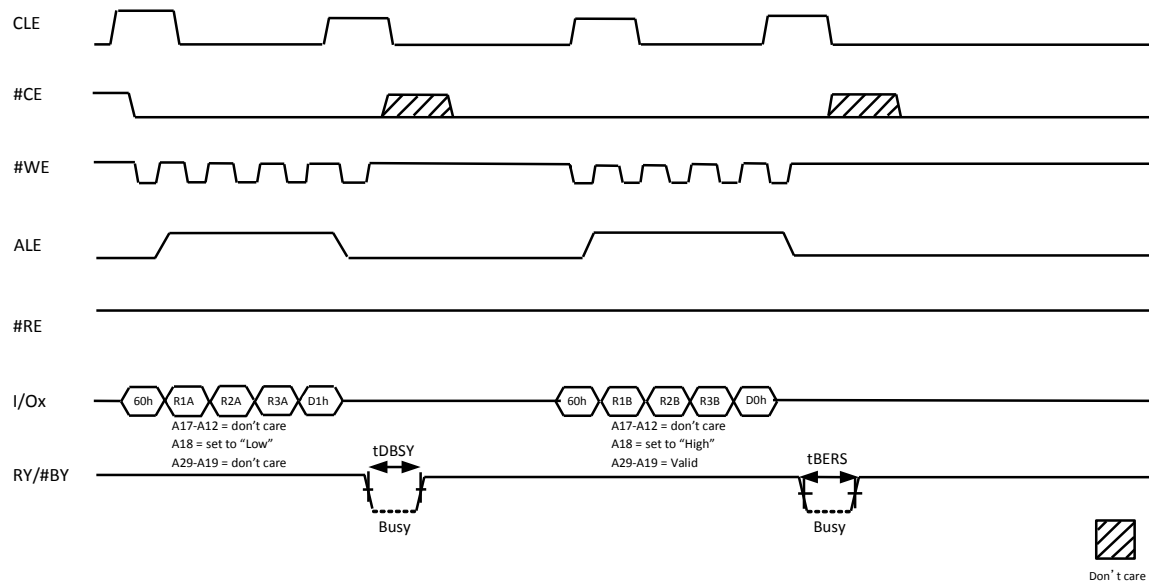 CLE
#CE
#WE
ALE
#RE
I/Ox
60h R1A R2A R3A D1h 60h R1B R2B R3B D0h
A17-A12 = don't care A17-A12 = don't care
A18 = set to “Low” A18 = set to “High”
A29-A19 = don't care A29-A19 = Valid
tDBSY tBERS
RY/#BY
Busy Busy
Don’t care